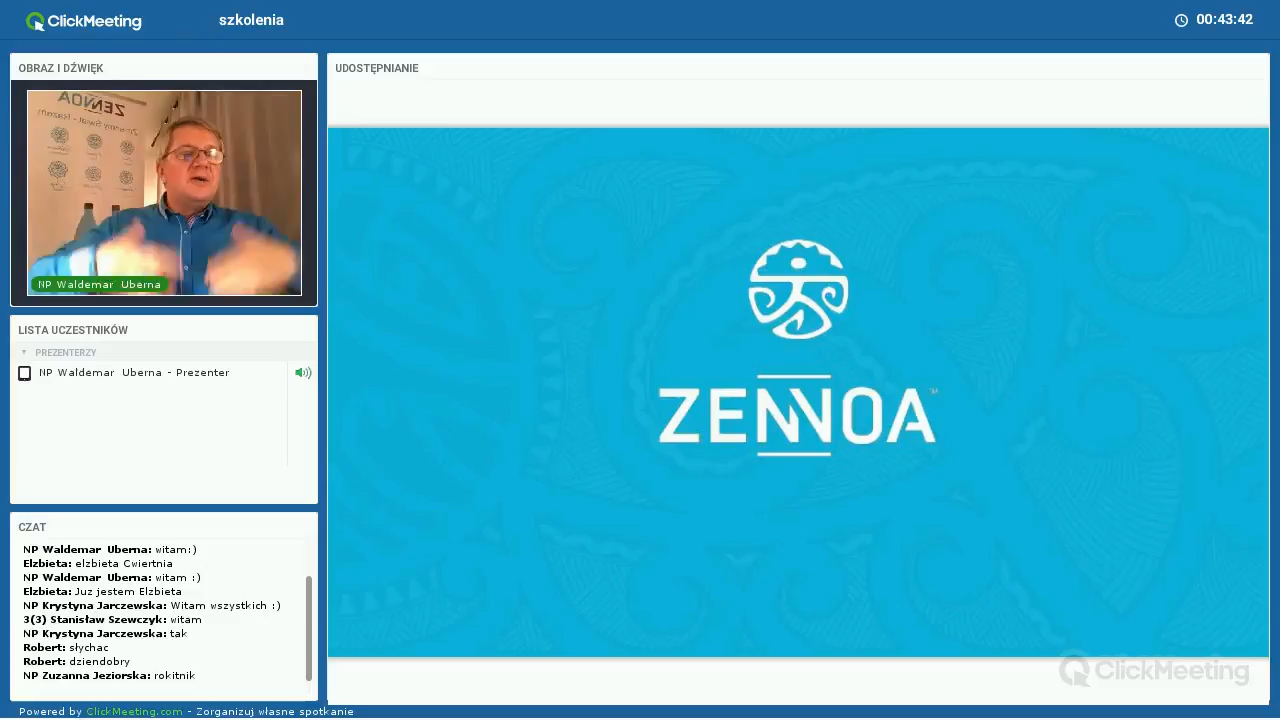 ClickMeeting
szkolenia
00:43:42
OBRAZ I DŹWIĘK
ZENNOA
NP Waldemar Uberna
LISTA UCZESTNIKÓW
PREZENTERZY
NP Waldemar Uberna - Prezenter
CZAT
NP Waldemar Uberna: witam:)
Elzbieta: elzbieta Cwiertnia
NP Waldemar Uberna: witam :)
Elzbieta: Juz jestem Elzbieta
NP Krystyna Jarczewska: Witam wszystkich :)
3(3) Stanisław Szewczyk: witam
NP Krystyna Jarczewska: tak
Robert: słychac
Robert: dziendobry
NP Zuzanna Jeziorska: rokitnik
UDOSTĘPNIANIE
ZENNOA
ClickMeeting
Powered by ClickMeeting.com - Zorganizuj własne spotkanie